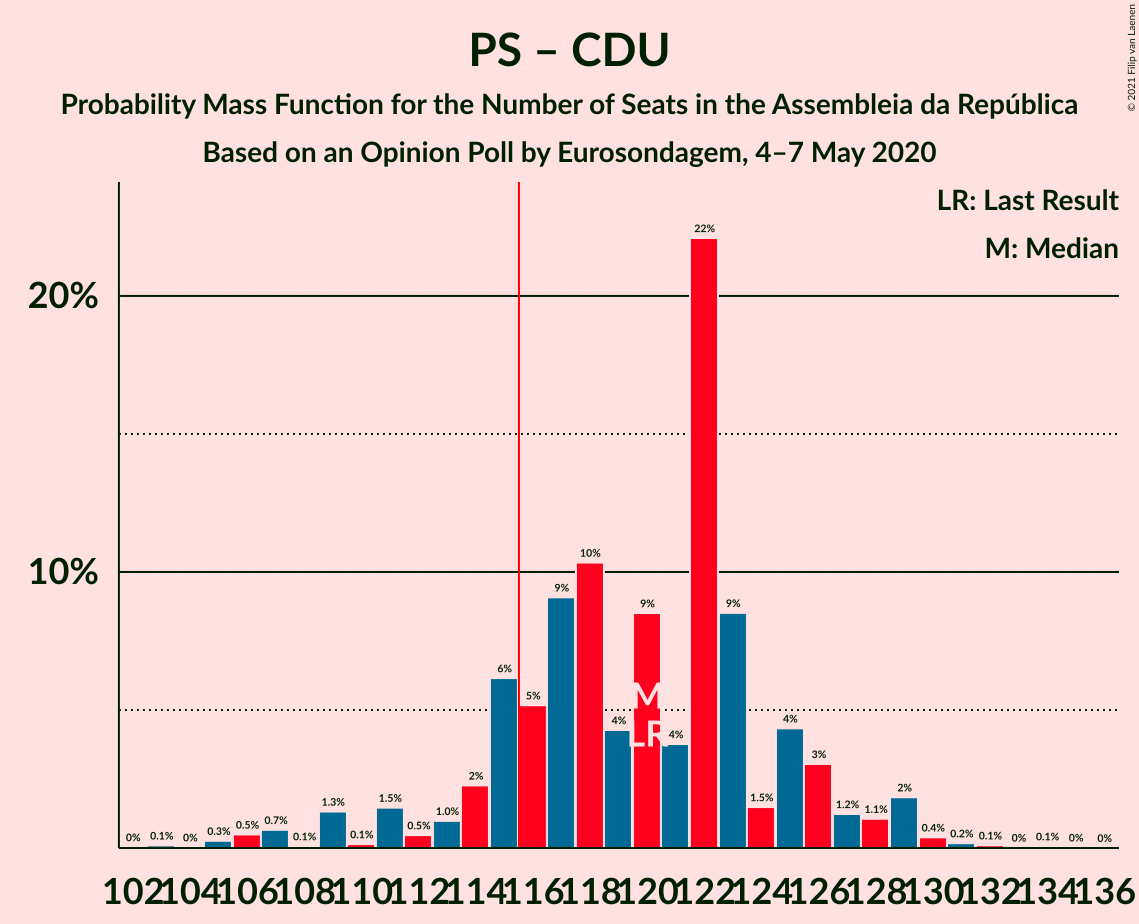 PS – CDU
Probability Mass Function for the Number of Seats in the Assembleia da República
Based on an Opinion Poll by Eurosondagem, 4–7 May 2020
© 2021 Filip van Laenen
LR: Last Result
M: Median
20%
10%
0% 0.1% 0% 0.3% 0.5% 0.7% 0.1% 1.3% 0.1% 1.5% 0.5% 1.0% 2% 6% 5% 9% 10% 4% 9% 4% 22% 9% 1.5% 4% 3% 1.2% 1.1% 2% 0.4% 0.2% 0.1% 0% 0.1% 0% 0%
M
LR
102 104 106 108 110 112 114 116 118 120 122 124 126 128 130 132 134 136